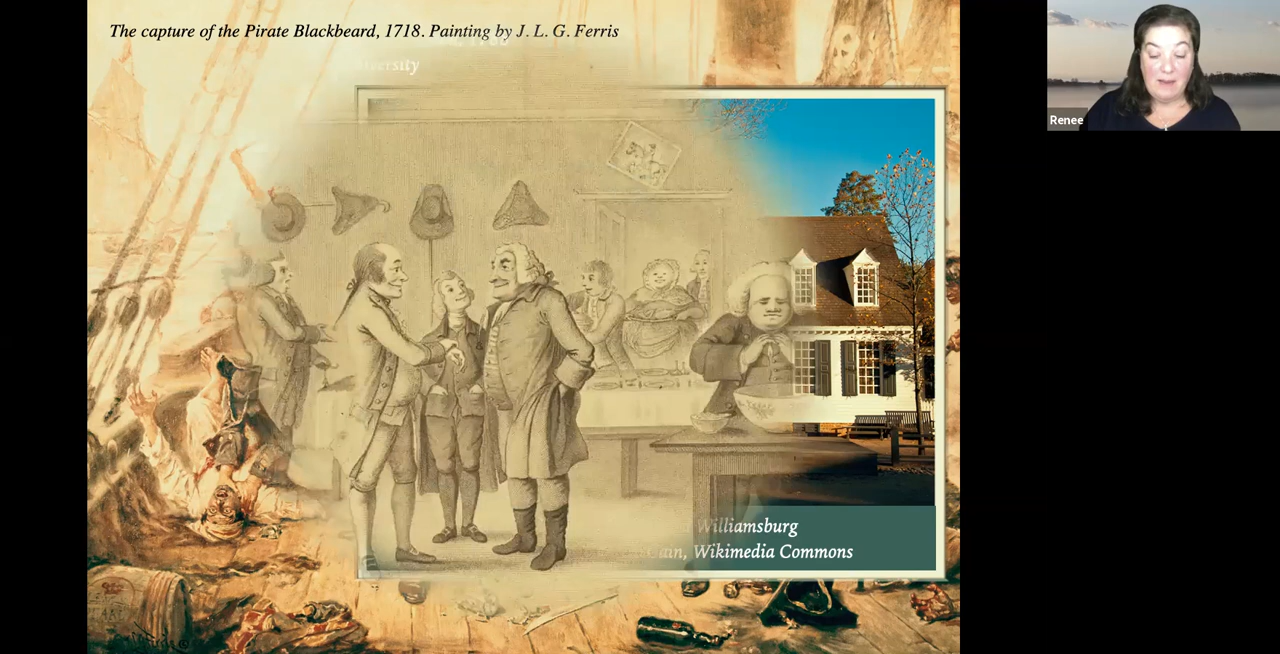 The capture of the Pirate Blackbeard, 1718. Painting by J. L. G. Ferris
Williamsburg
Wikimedia Commons
Renee